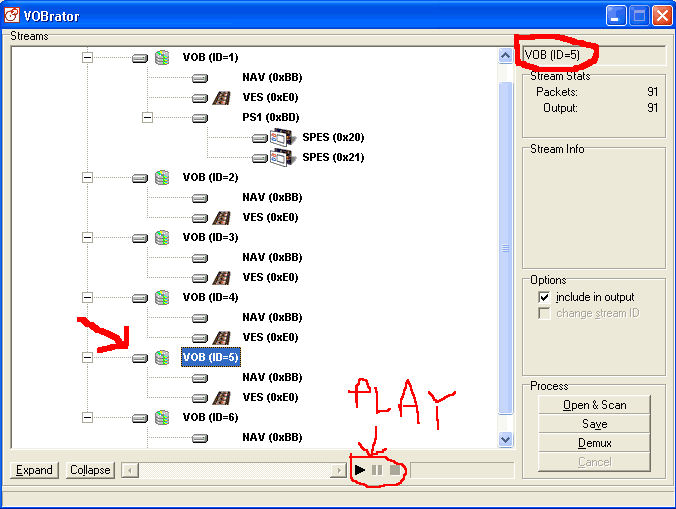 VOBrator
Streams
VOB (ID=1)
NAV (0xBB)
VES (0xE0)
PS1 (0xBD)
SPES (0x20)
SPES (0x21)
VOB (ID=2)
NAV (0xBB)
VES (0xE0)
VOB (ID=3)
NAV (0xBB)
VES (0xE0)
VOB (ID=4)
NAV (0xBB)
VES (0xE0)
VOB (ID=5)
NAV (0xBB)
VES (0xE0)
VOB (ID=6)
NAV (0xBB)
PLAY
Expand Collapse
VOB (ID=5)
Stream Stats
Packets: 91
Output: 91
Stream Info
Options
include in output
change stream ID
Process
Open & Scan
Save
Demux
Cancel